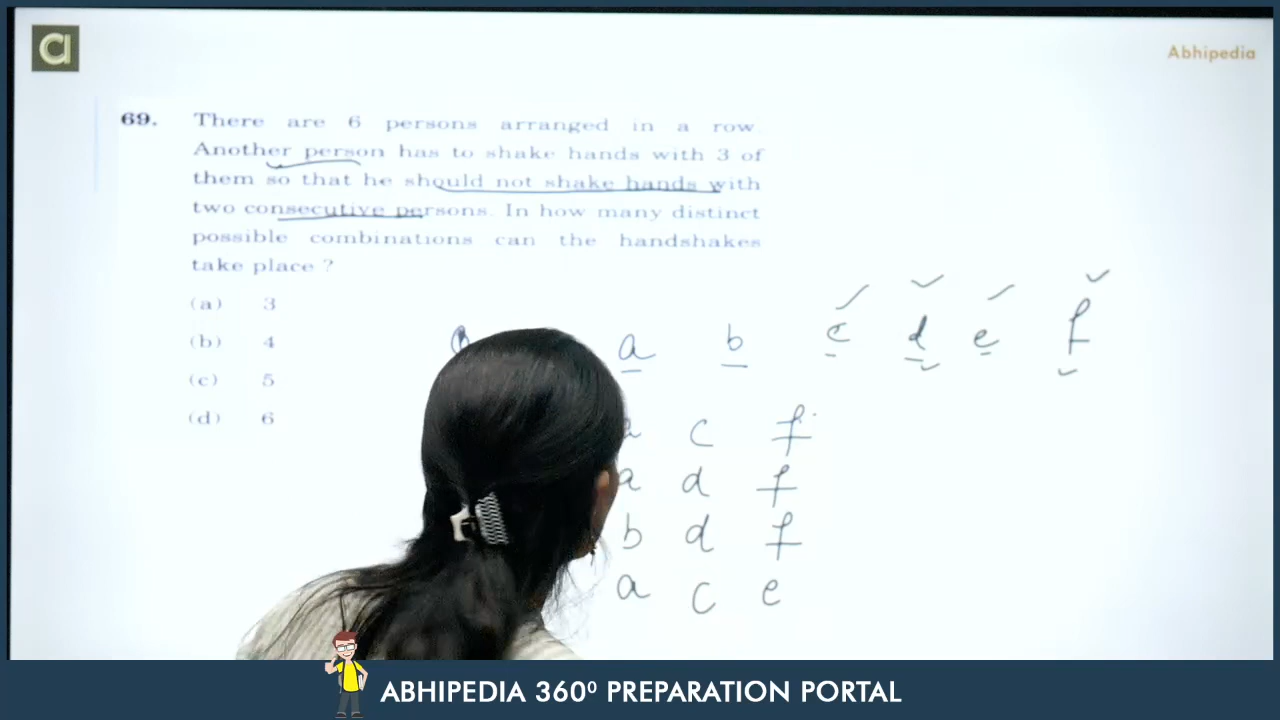 Abhipedia
69. There are 6 persons arranged in a row.
Another person has to shake hands with 3 of
them so that he should not shake hands with
two consecutive persons. In how many distinct
possible combinations can the handshakes
take place ?
(a) 3
(b) 4
(c) 5
(d) 6
a b c d e f
a c f
a d f
b d f
a c e
ABHIPEDIA 360⁰ PREPARATION PORTAL